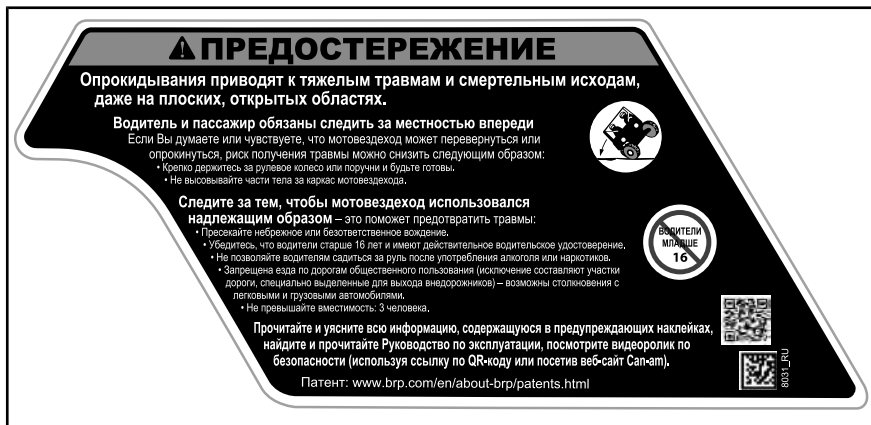 ПРЕДОСТЕРЕЖЕНИЕ
Опрокидывания приводят к тяжелым травмам и смертельным исходам,
даже на плоских, открытых областях.
Водитель и пассажир обязаны следить за местностью впереди
Если Вы думаете или чувствуете, что мотовездеход может перевернуться или
опрокинуться, риск получения травмы можно снизить следующим образом:
• Крепко держитесь за рулевое колесо или поручни и будьте готовы.
• Не высовывайте части тела за каркас мотовездехода.
Следите за тем, чтобы мотовездеход использовался
надлежащим образом – это поможет предотвратить травмы:
• Пресекайте небрежное или безответственное вождение.
• Убедитесь, что водители старше 16 лет и имеют действительное водительское удостоверение.
• Не позволяйте водителям садиться за руль после употребления алкоголя или наркотиков.
• Запрещена езда по дорогам общественного пользования (исключение составляют участки
дороги, специально выделенные для выхода внедорожников) – возможны столкновения с
легковыми и грузовыми автомобилями.
• Не превышайте вместимость: 3 человека.
ВОДИТЕЛИ
МЛАДШЕ
16
Прочитайте и уясните всю информацию, содержащуюся в предупреждающих наклейках,
найдите и прочитайте Руководство по эксплуатации, посмотрите видеоролик по
безопасности (используя ссылку по QR-коду или посетив веб-сайт Can-am).
Патент: www.brp.com/en/about-brp/patents.html
8031_RU